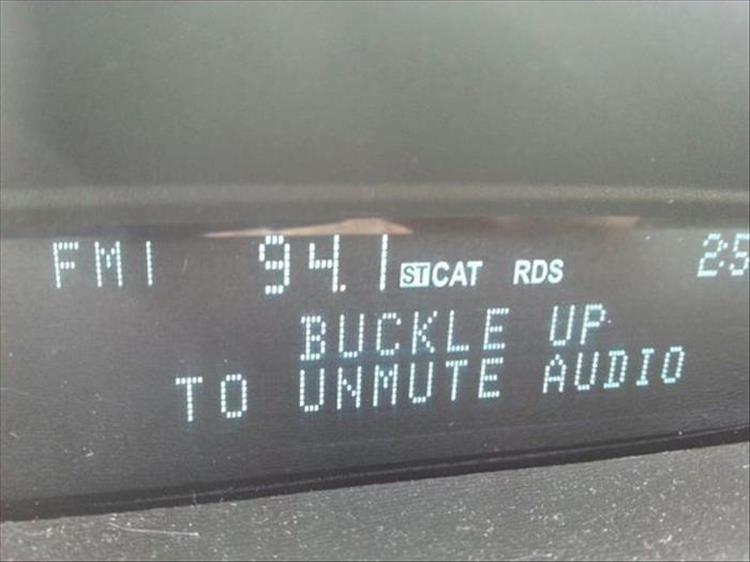 FM1 94.1 ST CAT RDS 2:5
BUCKLE UP
TO UNMUTE AUDIO